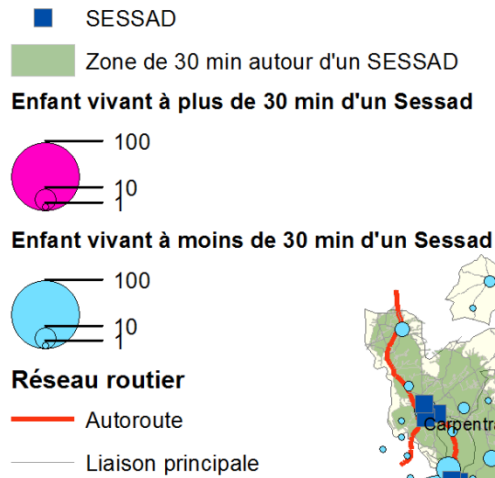 SESSAD
Zone de 30 min autour d'un SESSAD
Enfant vivant à plus de 30 min d'un Sessad
100
10
1
Enfant vivant à moins de 30 min d'un Sessad
100
10
1
Réseau routier
Autoroute
Carpentra
Liaison principale